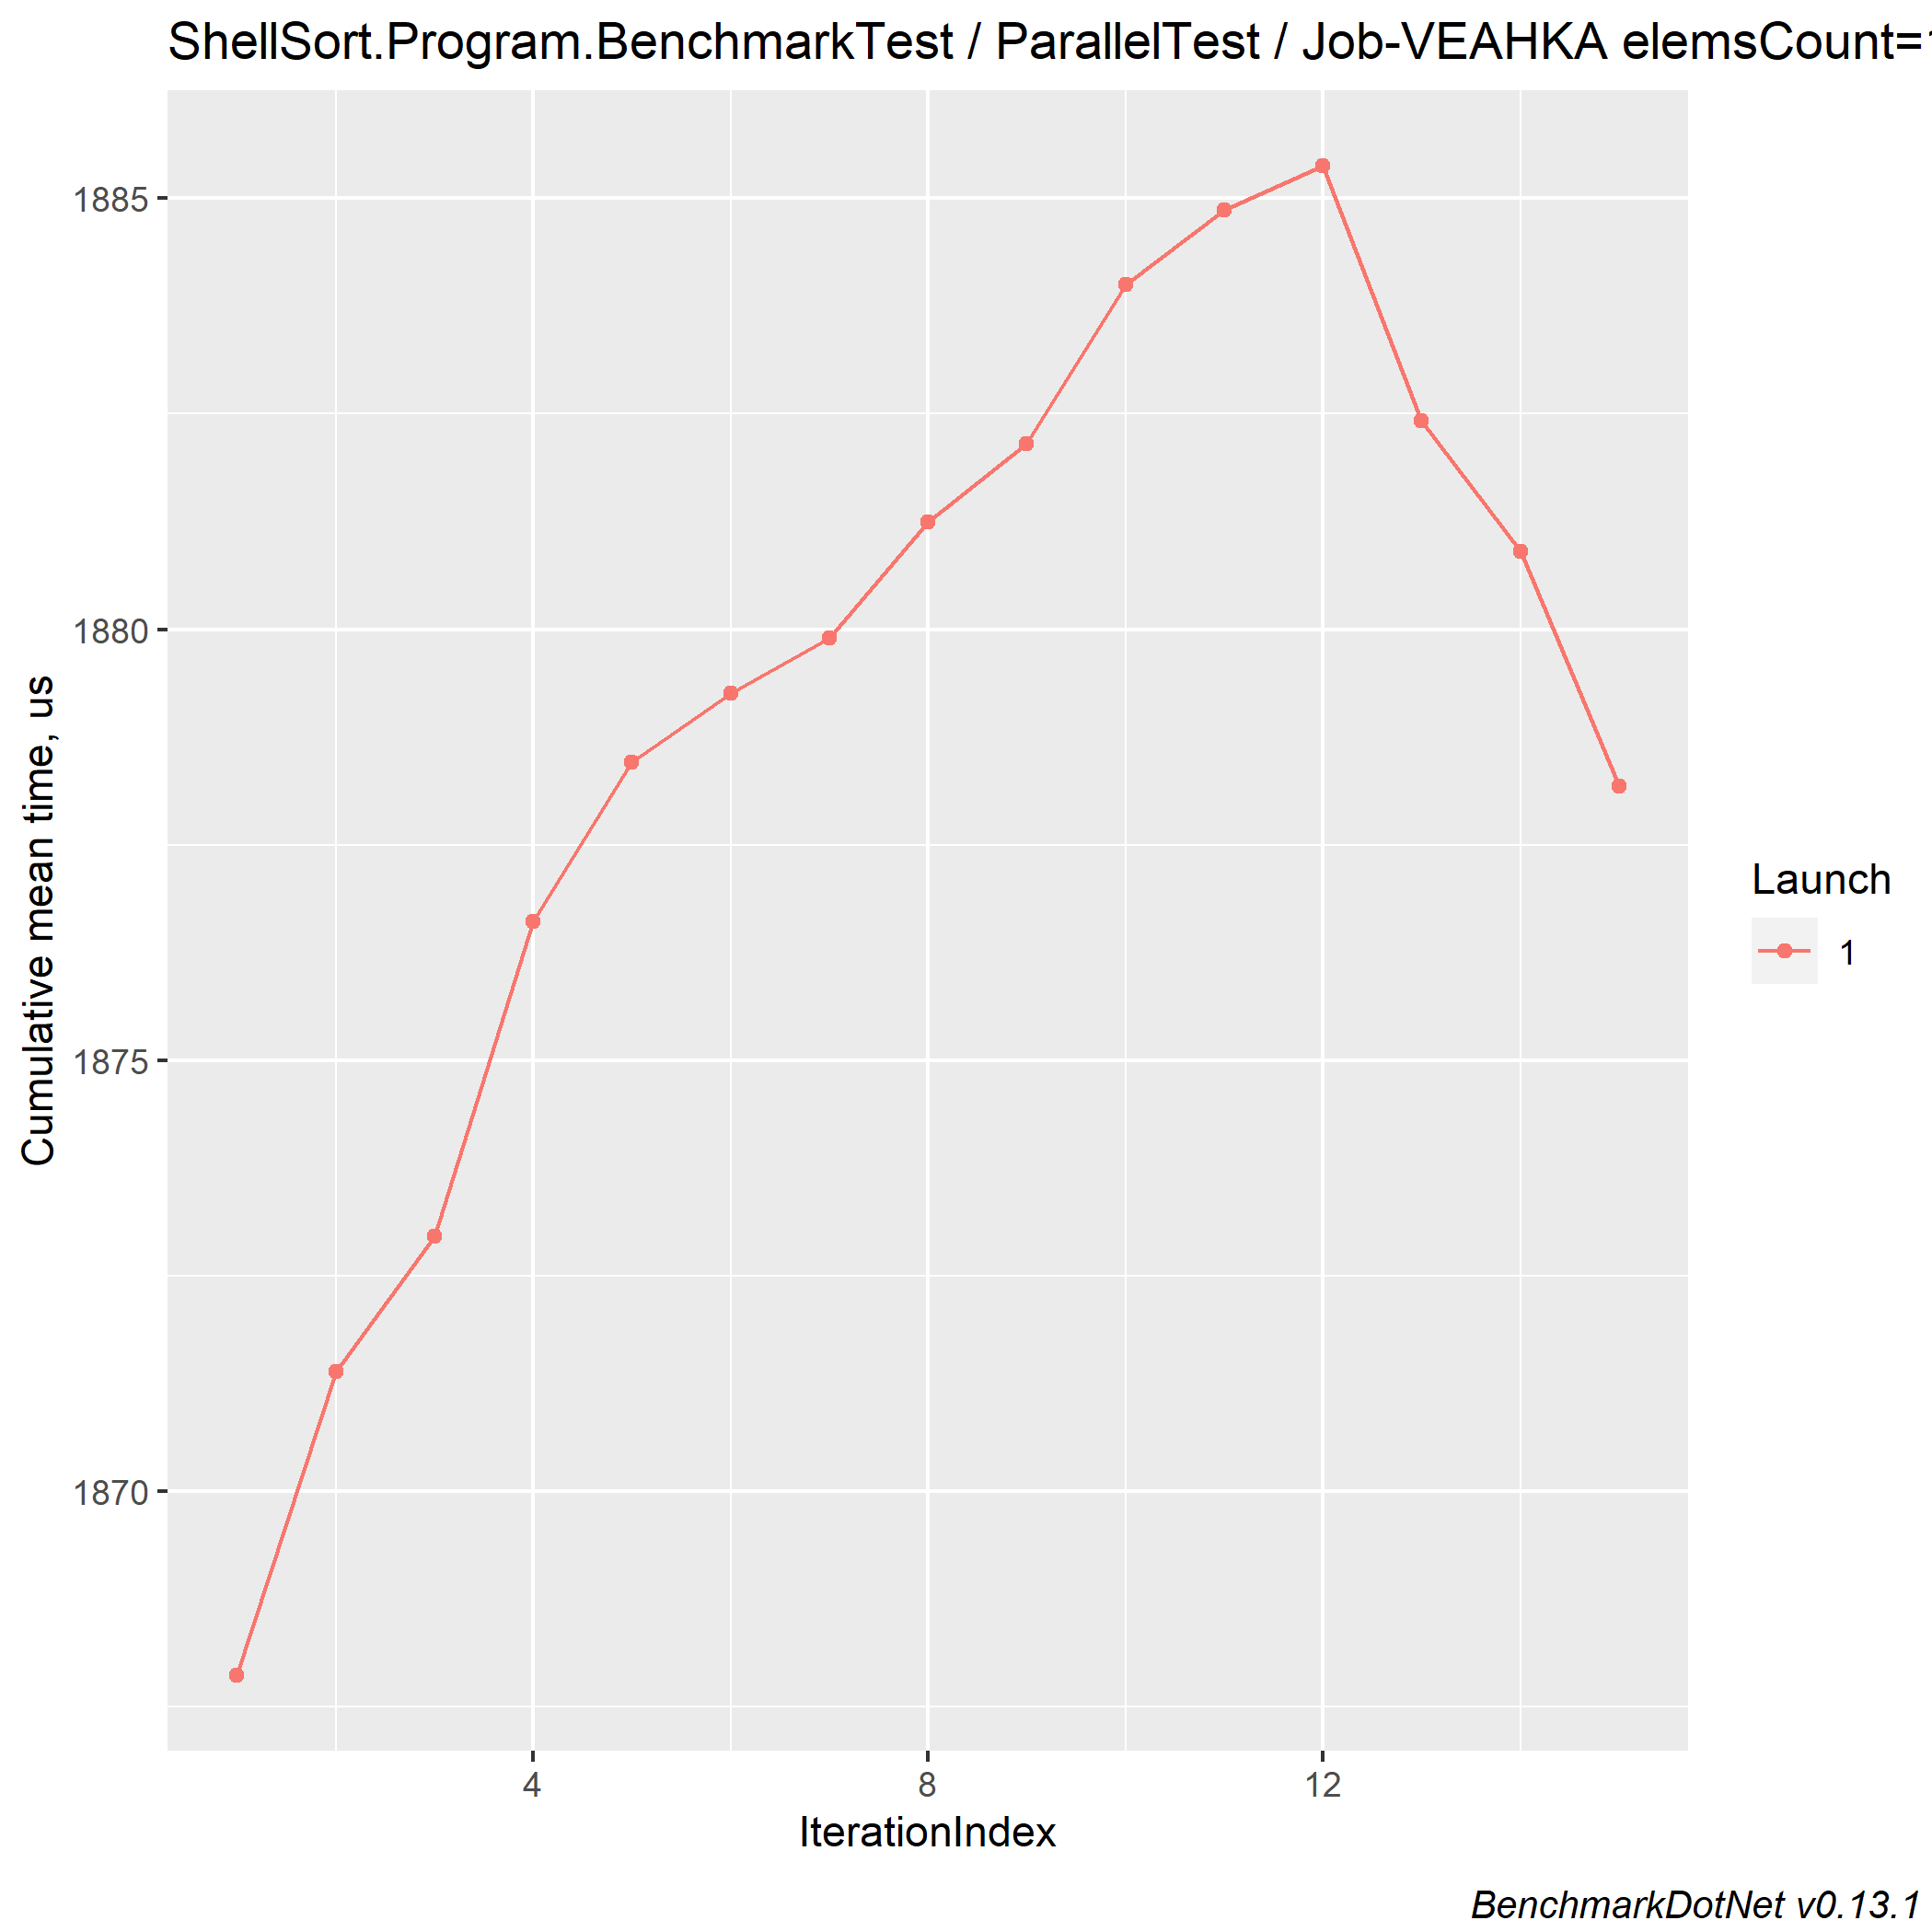 ShellSort.Program.BenchmarkTest / ParallelTest / Job-VEAHKA elemsCount=
1885
1880
1875
1870
Cumulative mean time, us
4
8
12
IterationIndex
Launch
1
BenchmarkDotNet v0.13.1